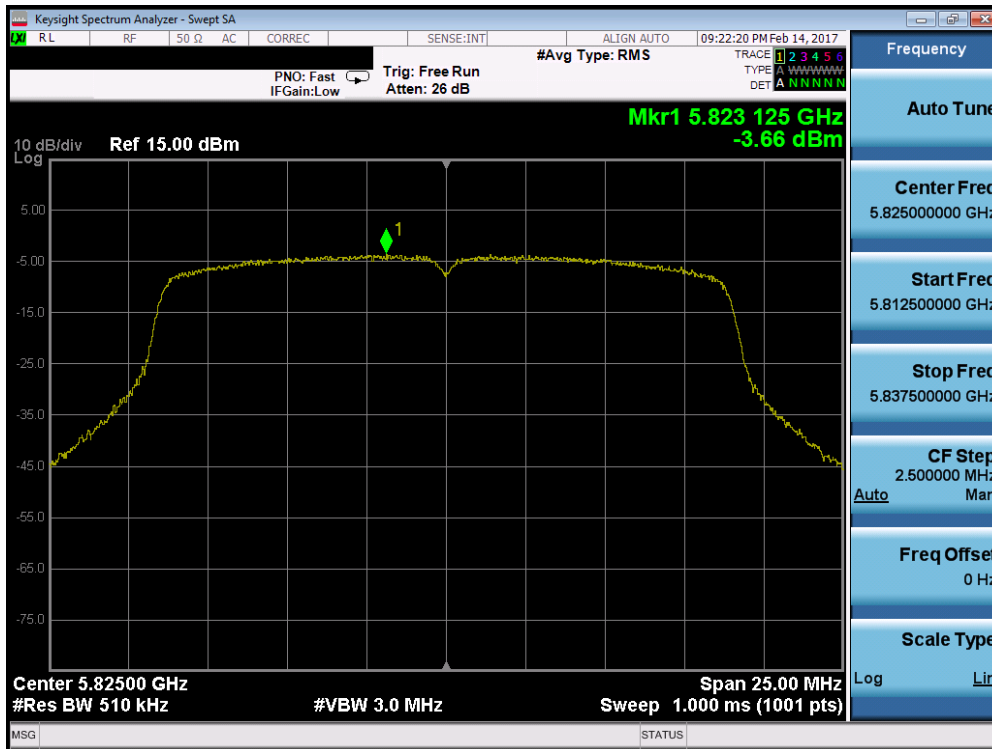 Keysight Spectrum Analyzer - Swept SA
LXI RL RF 50 Ω AC CORREC SENSE:INT ALIGN AUTO 09:22:20 PM Feb 14, 2017
PNO: Fast
IFGain:Low
Trig: Free Run
Atten: 26 dB
#Avg Type: RMS
TRACE 1 2 3 4 5 6
TYPE A WWWWW
DET A N N N N N
Mkr1 5.823 125 GHz
-3.66 dBm
10 dB/div
Log
Ref 15.00 dBm
1
5.00
-5.00
-15.0
-25.0
-35.0
-45.0
-55.0
-65.0
-75.0
Center 5.82500 GHz
#Res BW 510 kHz
#VBW 3.0 MHz
Span 25.00 MHz
Sweep 1.000 ms (1001 pts)
MSG
STATUS
Frequency
Auto Tune
Center Freq
5.825000000 GHz
Start Freq
5.812500000 GHz
Stop Freq
5.837500000 GHz
CF Step
2.500000 MHz
Auto Man
Freq Offset
0 Hz
Scale Type
Log Lin